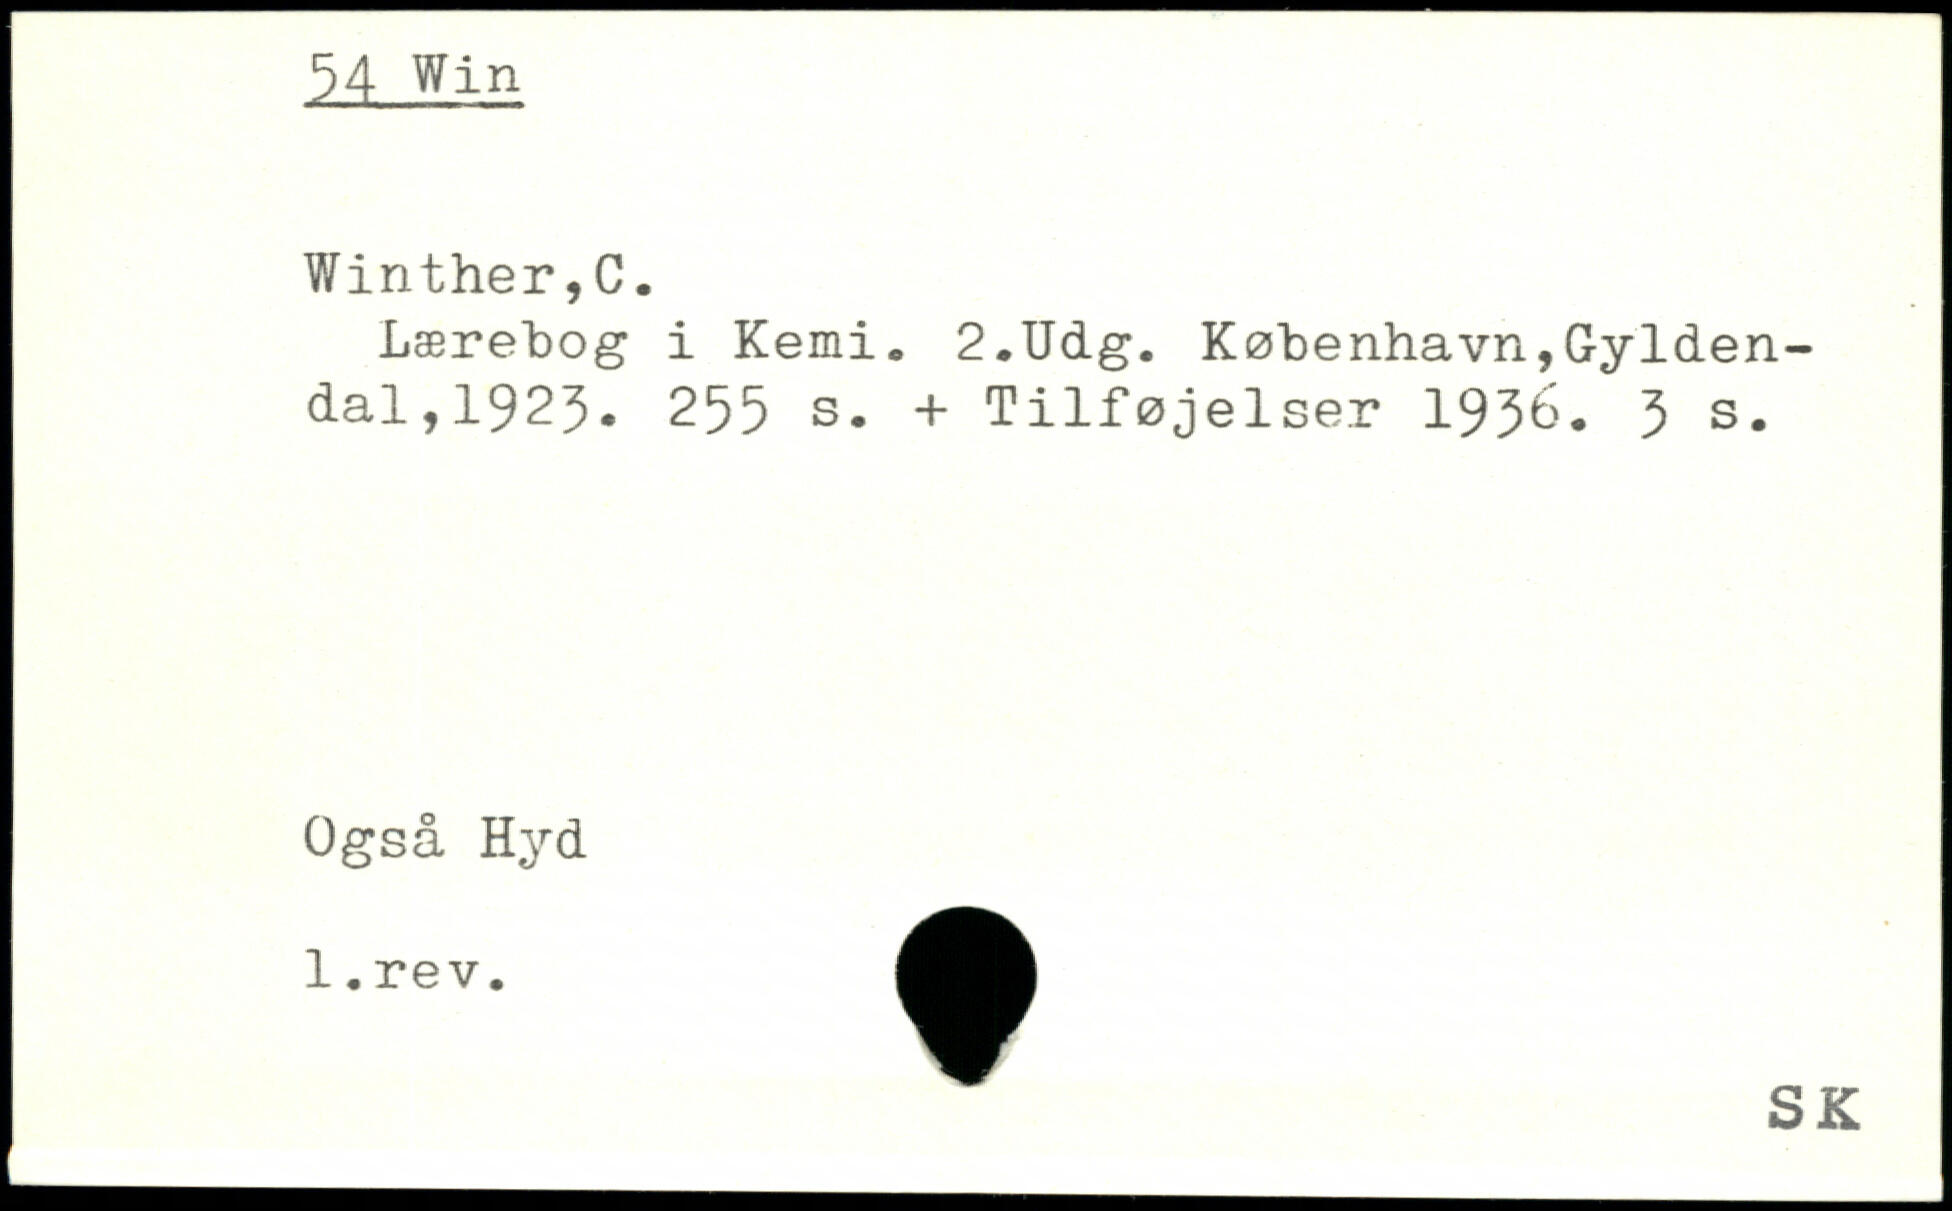 54 Win
Winther,C.
Lærebog i Kemi. 2.Udg. København,Gylden-
dal,1923. 255 s. + Tilføjelser 1936. 3 s.
Også Hyd
1.rev.
SK